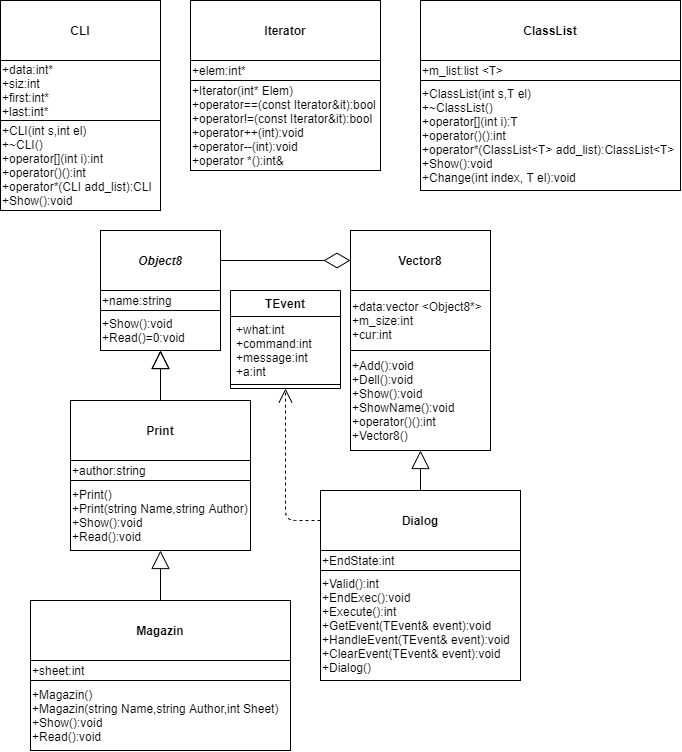 CLI
+data:int*
+siz:int
+first:int*
+last:int*
+CLI(int s,int el)
+~CLI()
+operator[](int i):int
+operator()():int
+operator*(CLI add_list):CLI
+Show():void
Iterator
+elem:int*
+Iterator(int* Elem)
+operator==(const Iterator&it):bool
+operator!=(const Iterator&it):bool
+operator++(int):void
+operator--(int):void
+operator *():int&
ClassList
+m_list:list <T>
+ClassList(int s,T el)
+~ClassList()
+operator[](int i):T
+operator()():int
+operator*(ClassList<T> add_list):ClassList<T>
+Show():void
+Change(int index, T el):void
Object8
+name:string
+Show():void
+Read()=0:void
TEvent
+what:int
+command:int
+message:int
+a:int
Vector8
+data:vector <Object8*>
+m_size:int
+cur:int
+Add():void
+Dell():void
+Show():void
+ShowName():void
+operator()():int
+Vector8()
Print
+author:string
+Print()
+Print(string Name,string Author)
+Show():void
+Read():void
Dialog
+EndState:int
+Valid():int
+EndExec():void
+Execute():int
+GetEvent(TEvent& event):void
+HandleEvent(TEvent& event):void
+ClearEvent(TEvent& event):void
+Dialog()
Magazin
+sheet:int
+Magazin()
+Magazin(string Name,string Author,int Sheet)
+Show():void
+Read():void